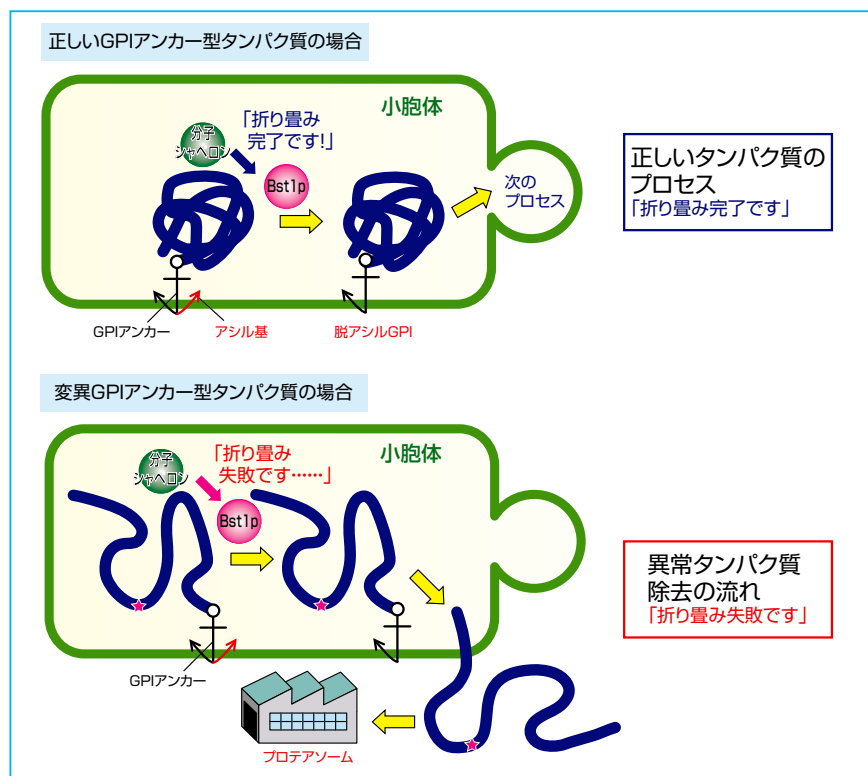 正しいGPIアンカー型タンパク質の場合
小胞体
分子
シャペロン
「折り畳み
完了です!」
Bst1p
次の
プロセス
GPIアンカー
アシル基
脱アシルGPI
正しいタンパク質の
プロセス
「折り畳み完了です」
変異GPIアンカー型タンパク質の場合
小胞体
分子
シャペロン
「折り畳み
失敗です……」
Bst1p
GPIアンカー
プロテアソーム
異常タンパク質
除去の流れ
「折り畳み失敗です」